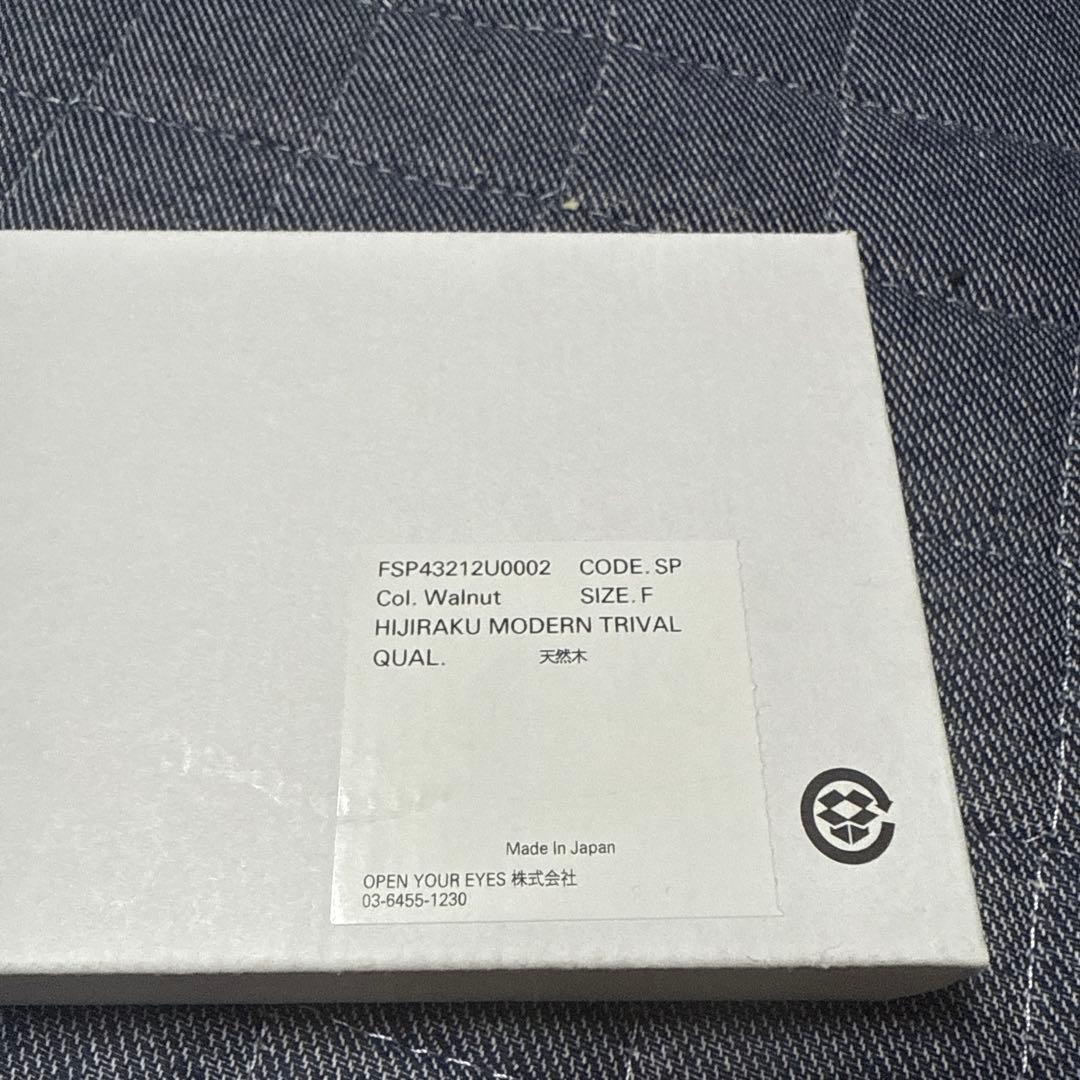 FSP43212U0002 CODE. SP
Col. Walnut SIZE. F
HIJIRAKU MODERN TRIVAL
QUAL. 天然木
Made In Japan
OPEN YOUR EYES 株式会社
03-6455-1230